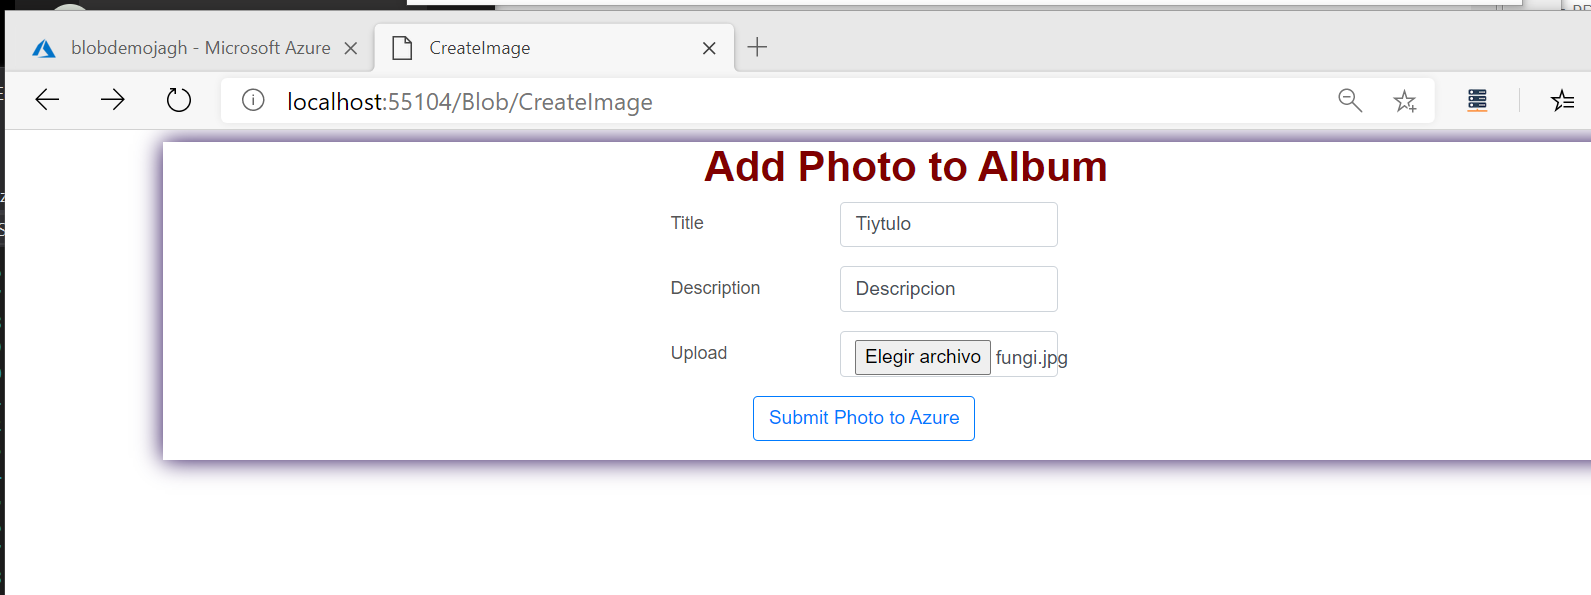 blobdemojagh - Microsoft Azure
CreateImage
localhost:55104/Blob/CreateImage
Add Photo to Album
Title Tiytulo
Description Descripcion
Upload Elegir archivo fungi.jpg
Submit Photo to Azure